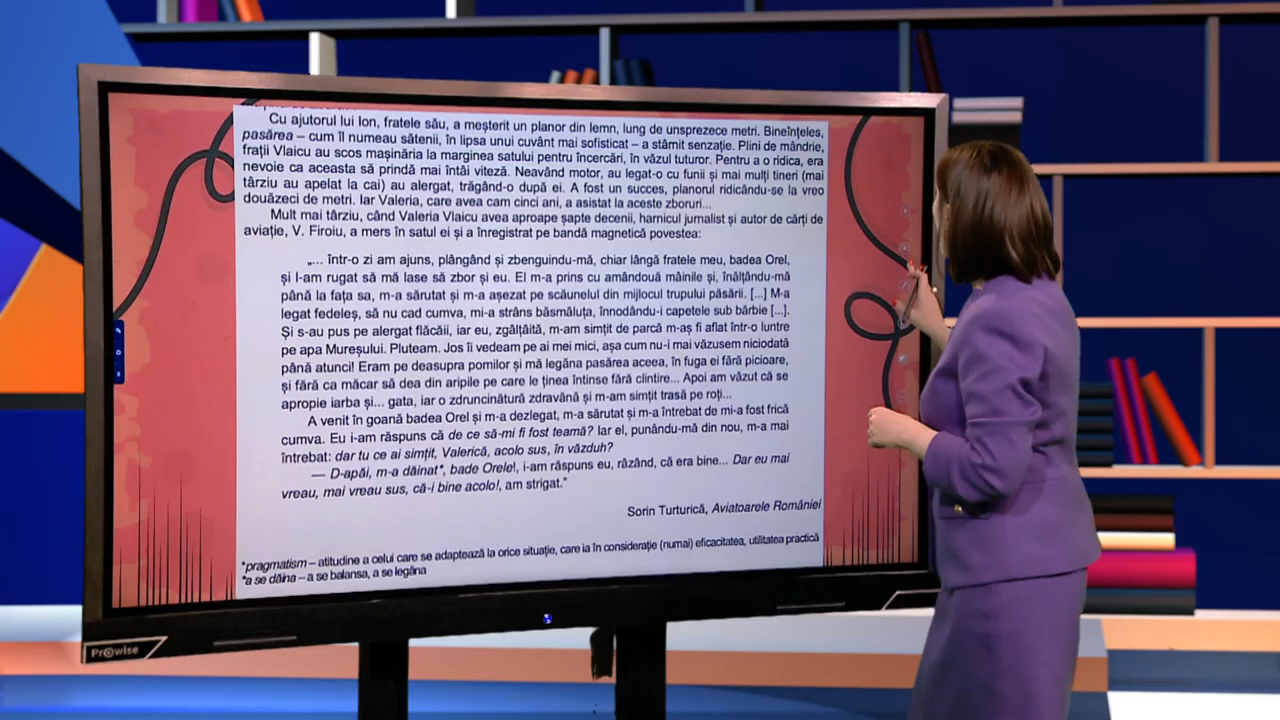 Cu ajutorul lui Ion, fratele său, a meșterit un planor din lemn, lung de unsprezece metri. Bineînțeles,
pasărea – cum îl numeau sătenii, în lipsa unui cuvânt mai sofisticat – a stârnit senzație. Plini de mândrie,
frații Vlaicu au scos mașinăria la marginea satului pentru încercări, în văzul tuturor. Pentru a o ridica, era
nevoie ca aceasta să prindă mai întâi viteză. Neavând motor, au legat-o cu funii și mai mulți tineri (mai
târziu au apelat la cai) au alergat, trăgând-o după ei. A fost un succes, planorul ridicându-se la vreo
douăzeci de metri. Iar Valeria, care avea cam cinci ani, a asistat la aceste zboruri...
Mult mai târziu, când Valeria Vlaicu avea aproape șapte decenii, harnicul jurnalist și autor de cărți de
aviație, V. Firoiu, a mers în satul ei și a înregistrat pe bandă magnetică povestea:
„... într-o zi am ajuns, plângând și zbenguindu-mă, chiar lângă fratele meu, badea Orel,
și l-am rugat să mă lase să zbor și eu. El m-a prins cu amândouă mâinile și, înălțându-mă
până la fața sa, m-a sărutat și m-a așezat pe scăunelul din mijlocul trupului păsării. [...] M-a
legat fedeleș, să nu cad cumva, mi-a strâns băsmăluța, înnodându-i capetele sub bărbie [...].
Și s-au pus pe alergat flăcăii, iar eu, zgâlțâită, m-am simțit de parcă m-aș fi aflat într-o luntre
pe apa Mureșului. Pluteam. Jos îi vedeam pe ai mei mici, așa cum nu-i mai văzusem niciodată
până atunci! Eram pe deasupra pomilor și mă legăna pasărea aceea, în fuga ei fără picioare,
și fără ca măcar să dea din aripile pe care le ținea întinse fără clintire... Apoi am văzut că se
apropie iarba și... gata, iar o zdruncinătură zdravănă și m-am simțit trasă pe roți...
A venit în goană badea Orel și m-a dezlegat, m-a sărutat și m-a întrebat de mi-a fost frică
cumva. Eu i-am răspuns că de ce să-mi fi fost teamă? Iar el, punându-mă din nou, m-a mai
întrebat: dar tu ce ai simțit, Valerică, acolo sus, în văzduh?
— D-apăi, m-a dăinat*, bade Orele!, i-am răspuns eu, râzând, că era bine... Dar eu mai
vreau, mai vreau sus, că-i bine acolo!, am strigat.”
Sorin Turturică, Aviatoarele României
*pragmatism – atitudine a celui care se adaptează la orice situație, care ia în considerație (numai) eficacitatea, utilitatea practică
*a se dăina – a se balansa, a se legăna
Prowise